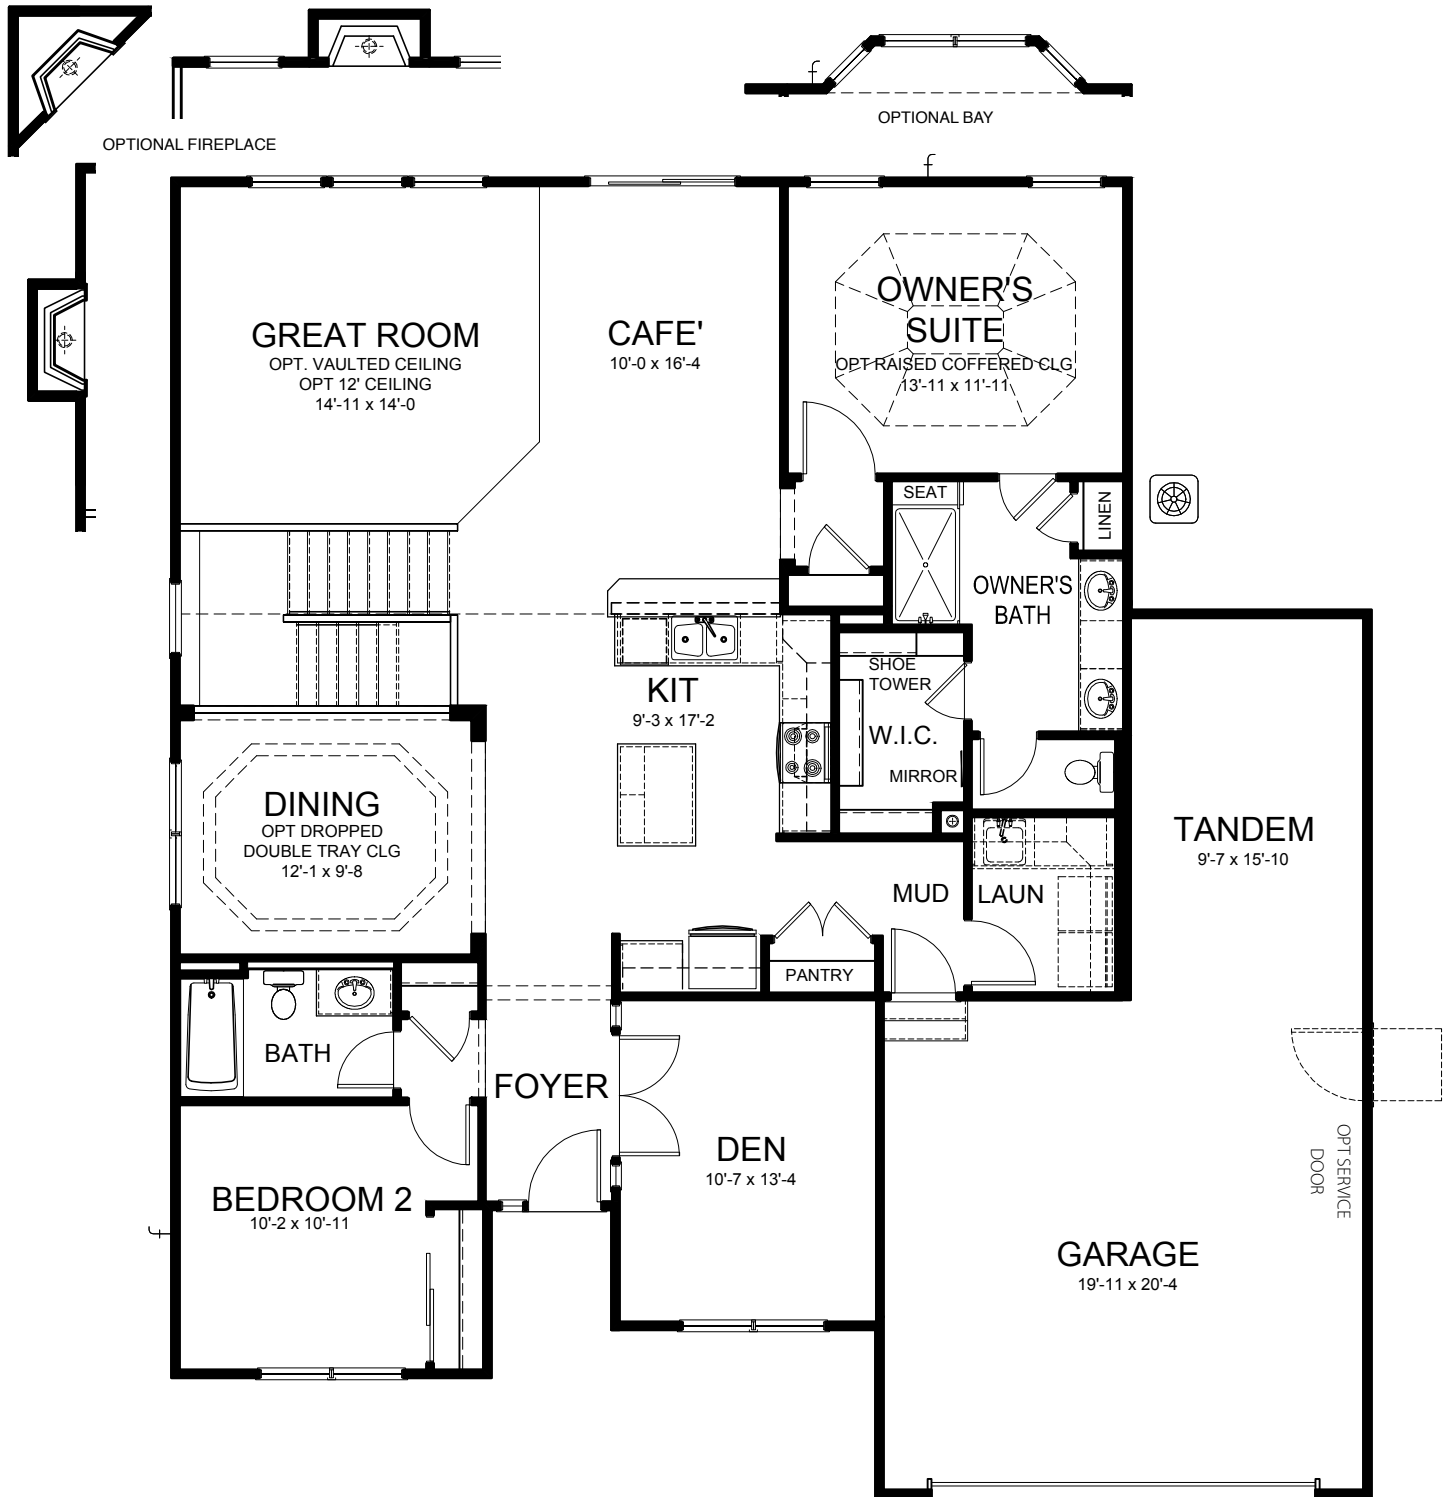 OPTIONAL FIREPLACE
OPTIONAL BAY
GREAT ROOM
OPT. VAULTED CEILING
OPT 12' CEILING
14'-11 x 14'-0
CAFE'
10'-0 x 16'-4
OWNER'S
SUITE
OPT RAISED COFFERED CLG
13'-11 x 11'-11
SEAT
LINEN
OWNER'S
BATH
SHOE
TOWER
W.I.C.
MIRROR
KIT
9'-3 x 17'-2
DINING
OPT DROPPED
DOUBLE TRAY CLG
12'-1 x 9'-8
TANDEM
9'-7 x 15'-10
MUD
LAUN
PANTRY
BATH
FOYER
DEN
10'-7 x 13'-4
BEDROOM 2
10'-2 x 10'-11
OPT SERVICE
DOOR
GARAGE
19'-11 x 20'-4